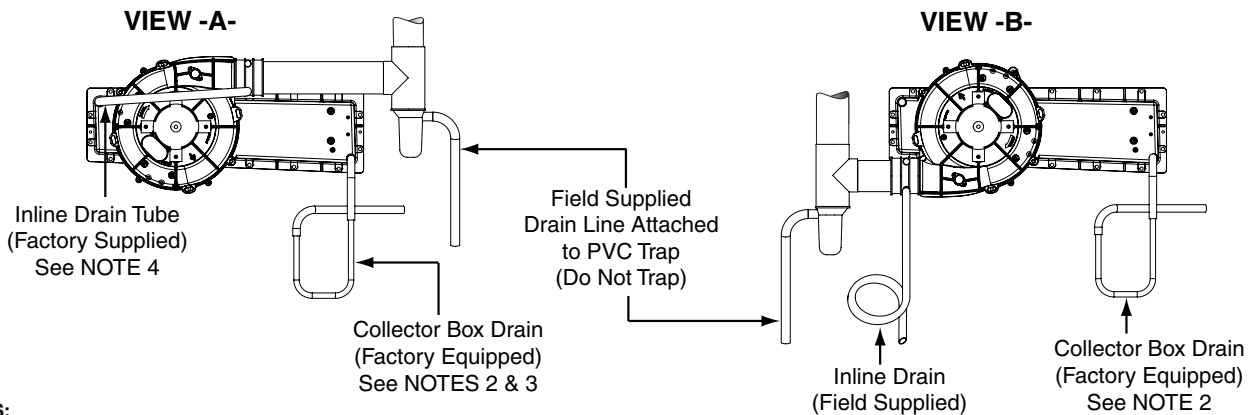 VIEW -A-
VIEW -B-
Inline Drain Tube
(Factory Supplied)
See NOTE 4
Field Supplied
Drain Line Attached
to PVC Trap
(Do Not Trap)
Collector Box Drain
(Factory Equipped)
See NOTES 2 & 3
Inline Drain
(Field Supplied)
Collector Box Drain
(Factory Equipped)
See NOTE 2